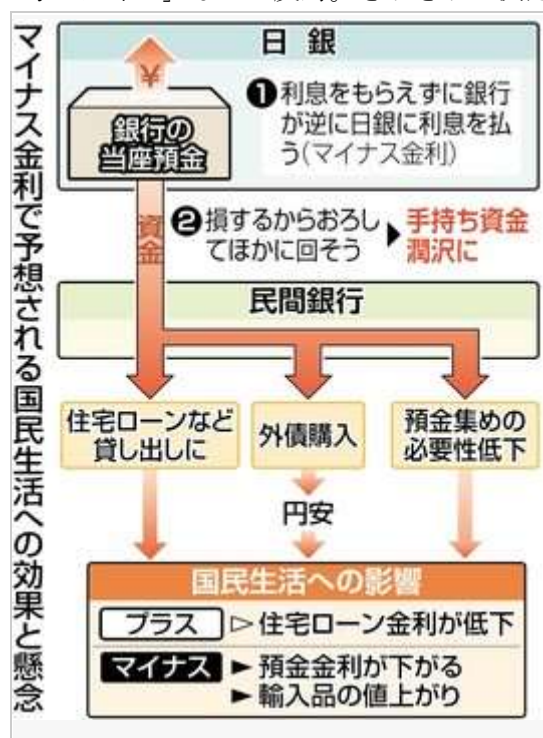 マイナス金利で予想される国民生活への効果と懸念
日銀
¥
銀行の
当座預金
❶利息をもらえずに銀行
が逆に日銀に利息を払
う(マイナス金利)
資金
❷損するからおろし
てほかに回そう
▶手持ち資金
潤沢に
民間銀行
住宅ローンなど
貸し出しに
外債購入
預金集めの
必要性低下
円安
国民生活への影響
プラス ▷住宅ローン金利が低下
マイナス ▶預金金利が下がる
▶輸入品の値上がり